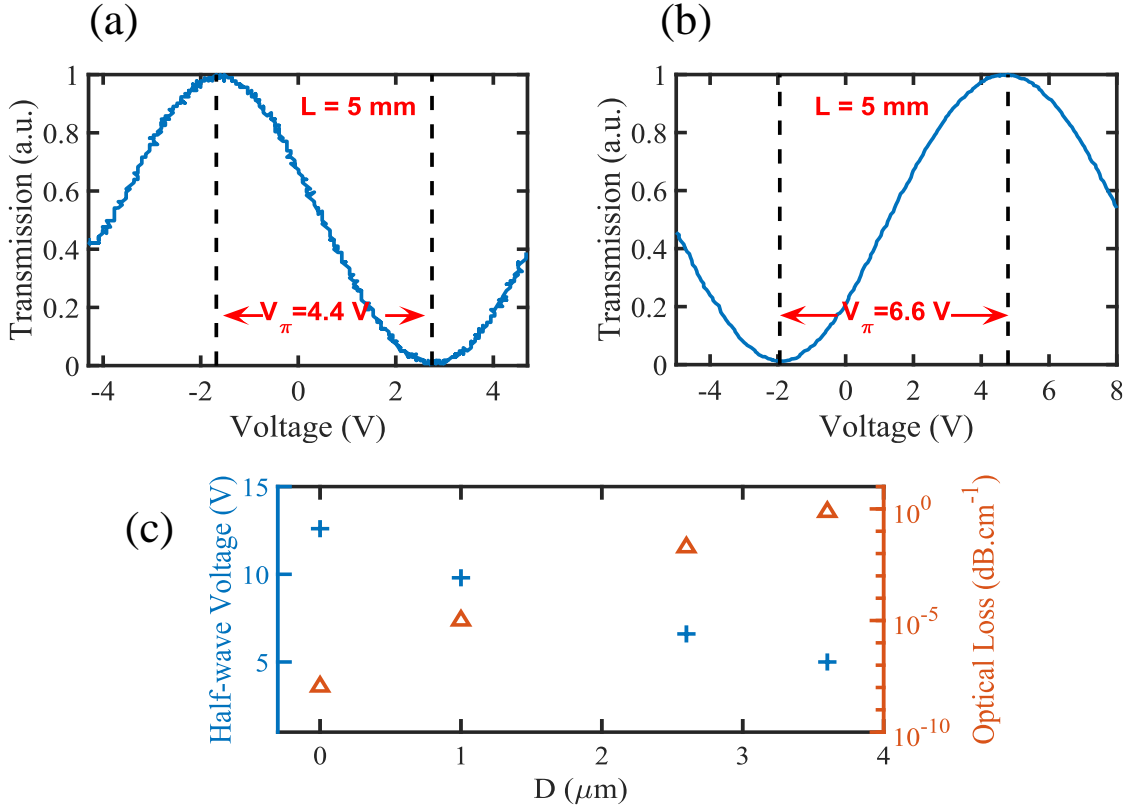 (a)
(b)
Transmission (a.u.)
1
0.8
0.6
0.4
0.2
0
L = 5 mm
V π =4.4 V
-4
-2
0
2
4
Voltage (V)
Transmission (a.u.)
1
0.8
0.6
0.4
0.2
0
L = 5 mm
V π =6.6 V
-4
-2
0
2
4
6
8
Voltage (V)
(c)
Half-wave Voltage (V)
15
10
5
0
1
2
3
4
D (μm)
10⁰
10⁻⁵
10⁻¹⁰
Optical Loss (dB.cm⁻¹)